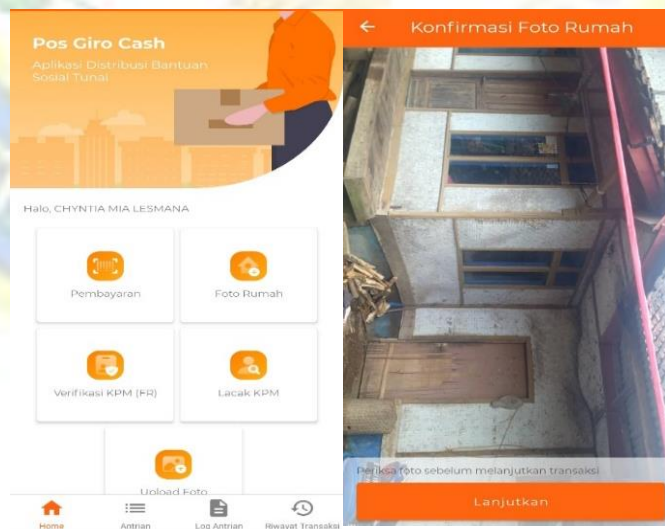 Pos Giro Cash
Aplikasi Distribusi Bantuan
Sosial Tunai
Halo, CHYNTIA MIA LESMANA
Pembayaran
Foto Rumah
Verifikasi KPM (FR)
Lacak KPM
Upload Foto
Home
Antrian
Log Antrian
Riwayat Transaksi
Konfirmasi Foto Rumah
Periksa foto sebelum melanjutkan transaksi
Lanjutkan